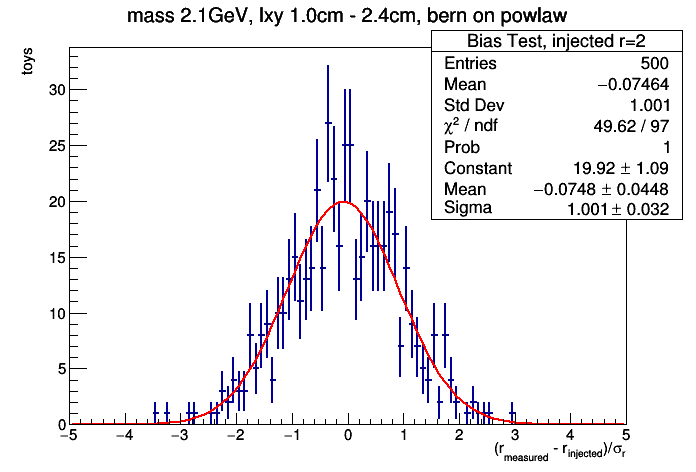 mass 2.1GeV, lxy 1.0cm - 2.4cm, bern on powlaw
toys
Bias Test, injected r=2
Entries 500
Mean −0.07464
Std Dev 1.001
χ² / ndf 49.62 / 97
Prob 1
Constant 19.92 ± 1.09
Mean −0.0748 ± 0.0448
Sigma 1.001 ± 0.032
30
25
20
15
10
5
0
−5 −4 −3 −2 −1 0 1 2 3 4 5
(r_measured - r_injected)/σ_r